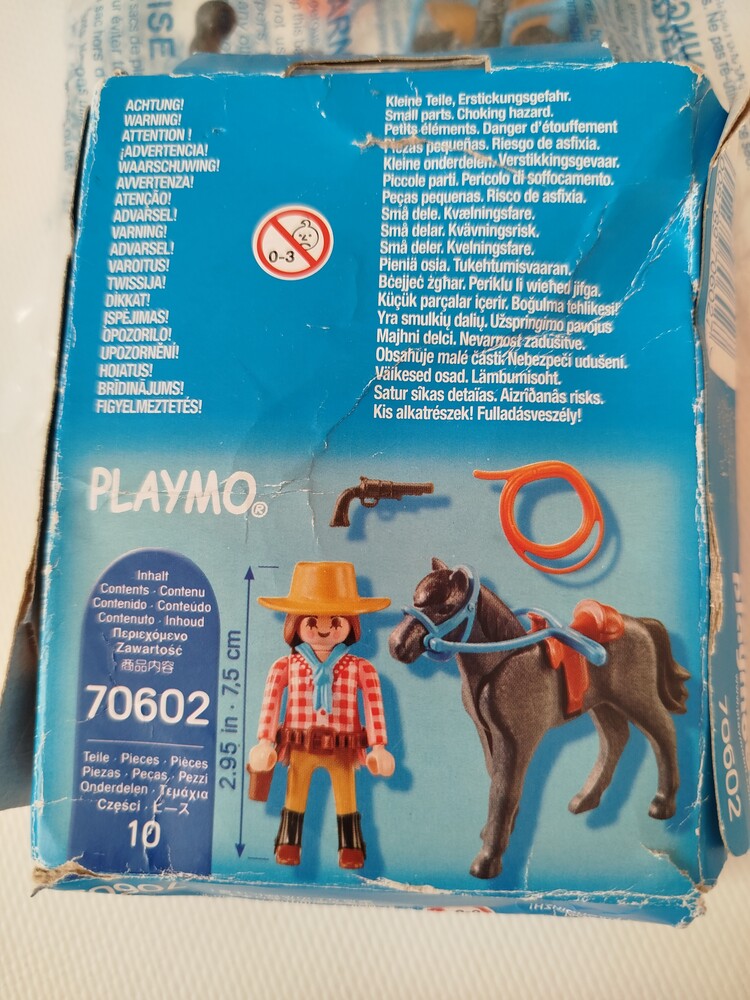 ACHTUNG!
WARNING!
ATTENTION !
¡ADVERTENCIA!
WAARSCHUWING!
AVVERTENZA!
ATENÇÃO!
ADVARSEL!
VARNING!
ADVARSEL!
VAROITUS!
TWISSIJA!
DİKKAT!
ĮSPĖJIMAS!
OPOZORILO!
UPOZORNĚNÍ!
HOIATUS!
BRĪDINĀJUMS!
FIGYELMEZTETÉS!
Kleine Teile, Erstickungsgefahr.
Small parts. Choking hazard.
Petits éléments. Danger d'étouffement
Piezas pequeñas. Riesgo de asfixia.
Kleine onderdelen. Verstikkingsgevaar.
Piccole parti. Pericolo di soffocamento.
Peças pequenas. Risco de asfixia.
Små dele. Kvælningsfare.
Små delar. Kvävningsrisk.
Små deler. Kvelningsfare.
Pieniä osia. Tukehtumisvaaran.
Bċejjeċ żgħar. Periklu li wieħed jifga.
Küçük parçalar içerir. Boğulma tehlikesi!
Yra smulkių dalių. Užspringimo pavojus
Majhni delci. Nevarnost zadušitve.
Obsahuje malé části. Nebezpečí udušení.
Väikesed osad. Lämbumisoht.
Satur sīkas detaļas. Aizrīšanās risks.
Kis alkatrészek! Fulladásveszély!
0-3
PLAYMO®
Inhalt
Contents · Contenu
Contenido · Conteúdo
Contenuto · Inhoud
Περιεχόμενο
Zawartość
商品内容
70602
Teile · Pieces · Pièces
Piezas · Peças · Pezzi
Onderdelen · Τεμάχια
Części · ピース
10
2.95 in · 7,5 cm
70602